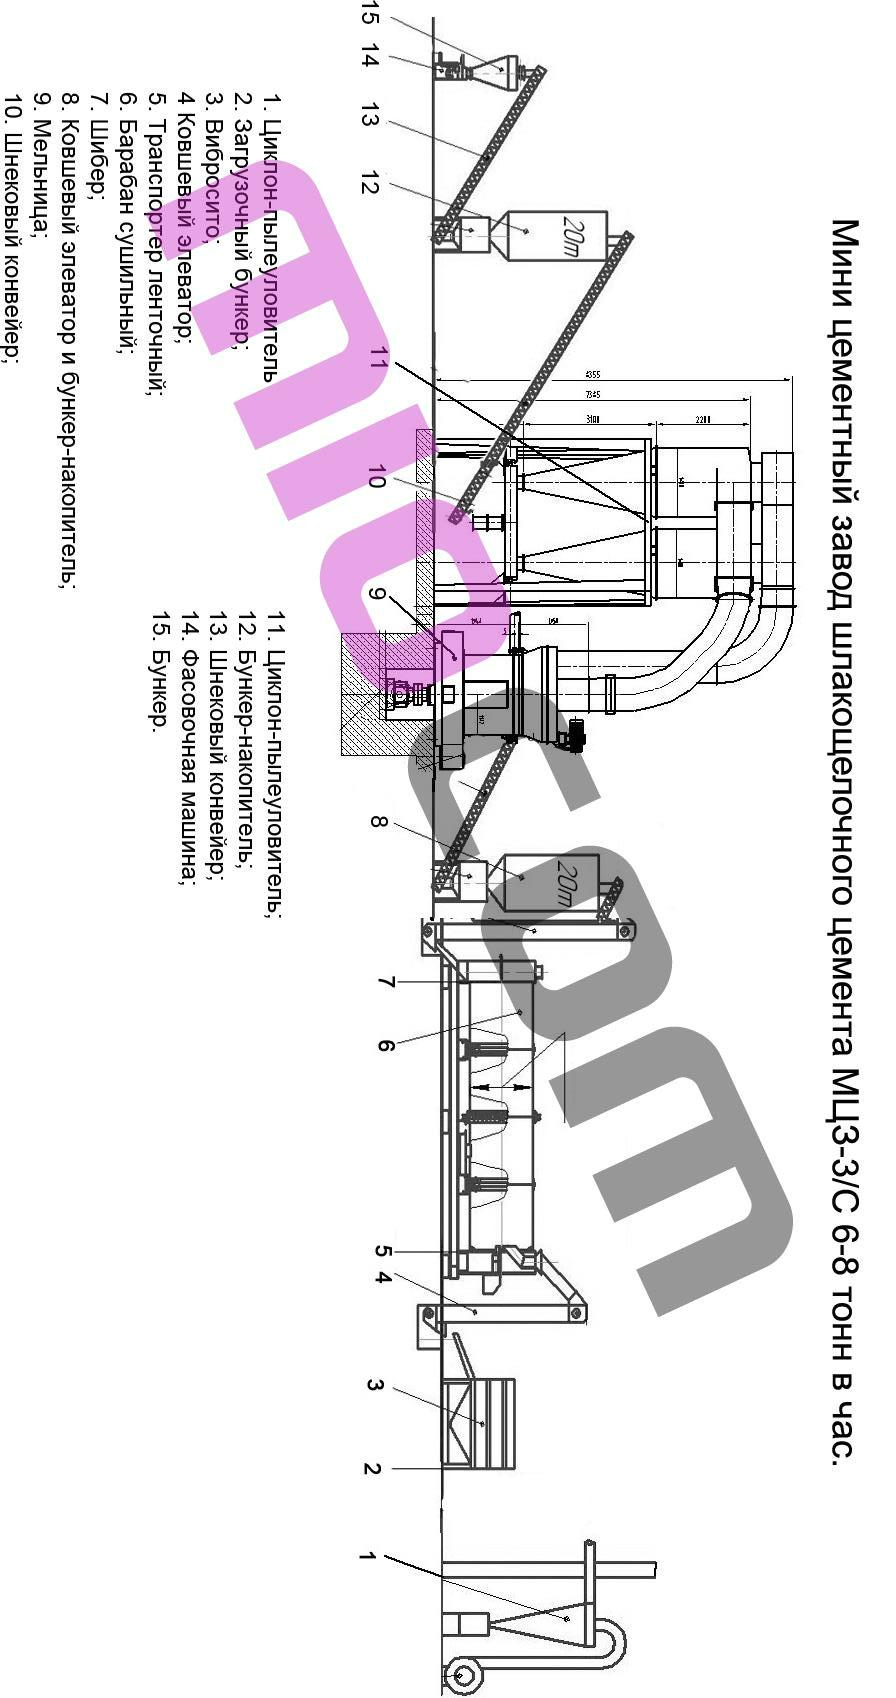 Мини цементный завод шлакощелочного цемента МЦЗ-3/С 6-8 тонн в час.
15
14
13
12
11
10
9
8
7
6
5
4
3
2
1
20т
20т
4355
7345
3100
2200
1. Циклон-пылеуловитель
2. Загрузочный бункер;
3. Вибросито;
4 Ковшевый элеватор;
5. Транспортер ленточный;
6. Барабан сушильный;
7. Шибер;
8. Ковшевый элеватор и бункер-накопитель;
9. Мельница;
10. Шнековый конвейер;
11. Циклон-пылеуловитель;
12. Бункер-накопитель;
13. Шнековый конвейер;
14. Фасовочная машина;
15. Бункер.